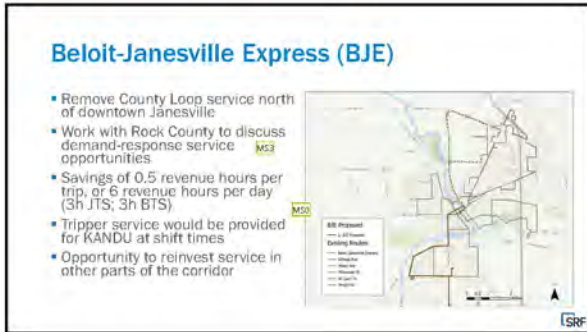 Beloit-Janesville Express (BJE)
▪ Remove County Loop service north
of downtown Janesville
▪ Work with Rock County to discuss
demand-response service
opportunities
MS3
▪ Savings of 0.5 revenue hours per
trip, or 6 revenue hours per day
(3h JTS; 3h BTS)
▪ Tripper service would be provided
for KANDU at shift times
▪ Opportunity to reinvest service in
other parts of the corridor
BJE Proposed
Existing Routes
SRF